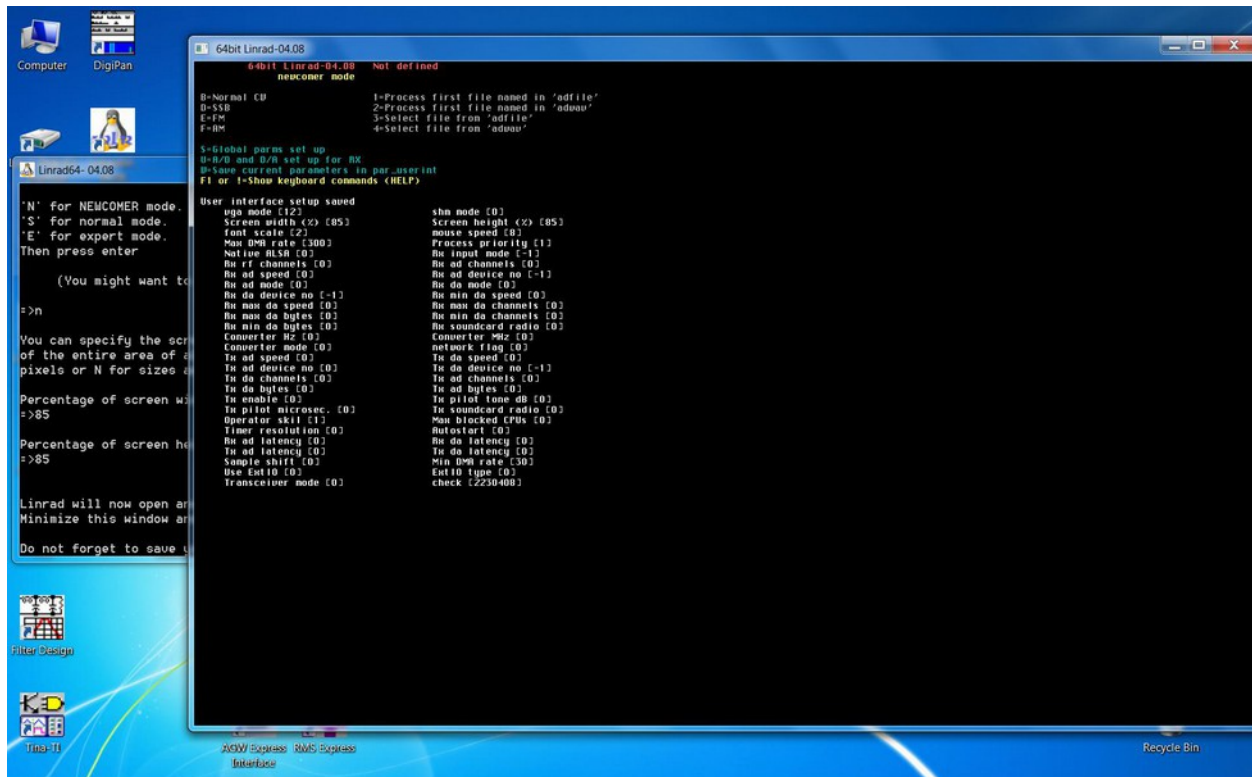 Computer
DigiPan
64bit Linrad-04.08
64bit Linrad-04.08 Not defined
newcomer mode
B=Normal CW 1=Process first file named in 'adfile'
D=SSB 2=Process first file named in 'adwav'
E=FM 3=Select file from 'adfile'
F=AM 4=Select file from 'adwav'
S=Global parms set up
U=A/D and D/A set up for RX
W=Save current parameters in par_userint
F1 or !=Show keyboard commands (HELP)
User interface setup saved
vga mode [12] shm mode [0]
Screen width (%) [85] Screen height (%) [85]
font scale [2] mouse speed [8]
Max DMA rate [300] Process priority [1]
Native ALSA [0] Rx input mode [-1]
Rx rf channels [0] Rx ad channels [0]
Rx ad speed [0] Rx ad device no [-1]
Rx ad mode [0] Rx da mode [0]
Rx da device no [-1] Rx min da speed [0]
Rx max da speed [0] Rx max da channels [0]
Rx max da bytes [0] Rx min da channels [0]
Rx min da bytes [0] Rx soundcard radio [0]
Converter Hz [0] Converter MHz [0]
Converter mode [0] network flag [0]
Tx ad speed [0] Tx da speed [0]
Tx ad device no [0] Tx da device no [-1]
Tx da channels [0] Tx ad channels [0]
Tx da bytes [0] Tx ad bytes [0]
Tx enable [0] Tx pilot tone dB [0]
Tx pilot microsec. [0] Tx soundcard radio [0]
Operator skil [1] Max blocked CPUs [0]
Timer resolution [0] Autostart [0]
Rx ad latency [0] Rx da latency [0]
Tx ad latency [0] Tx da latency [0]
Sample shift [0] Min DMA rate [30]
Use ExtIO [0] ExtIO type [0]
Transceiver mode [0] check [2230408]
Linrad64- 04.08
'N' for NEWCOMER mode.
'S' for normal mode.
'E' for expert mode.
Then press enter
(You might want to
=>n
You can specify the scr
of the entire area of a
pixels or N for sizes a
Percentage of screen wi
=>85
Percentage of screen he
=>85
Linrad will now open an
Minimize this window an
Do not forget to save y
Filter Design
Tina-TI
AGW Express Interface
RMS Express
Recycle Bin